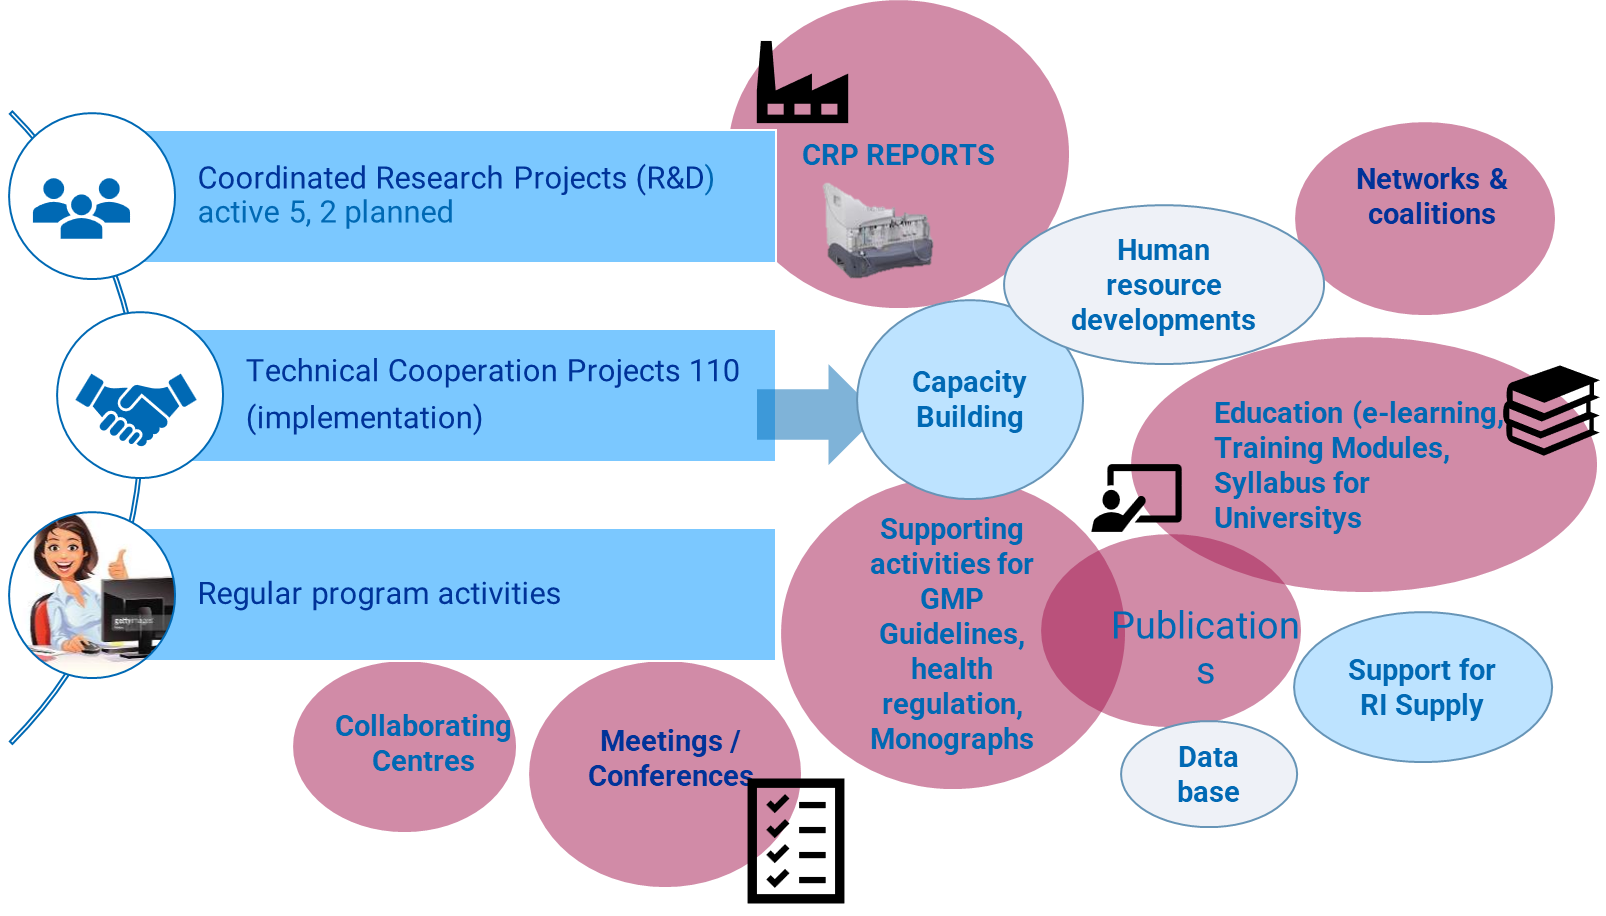 Coordinated Research Projects (R&D)
active 5, 2 planned
Technical Cooperation Projects 110
(implementation)
Regular program activities
CRP REPORTS
Networks &
coalitions
Human
resource
developments
Capacity
Building
Education (e-learning,
Training Modules,
Syllabus for
Universitys
Supporting
activities for
GMP
Guidelines,
health
regulation,
Monographs
Publication
s
Support for
RI Supply
Data
base
Collaborating
Centres
Meetings /
Conferences